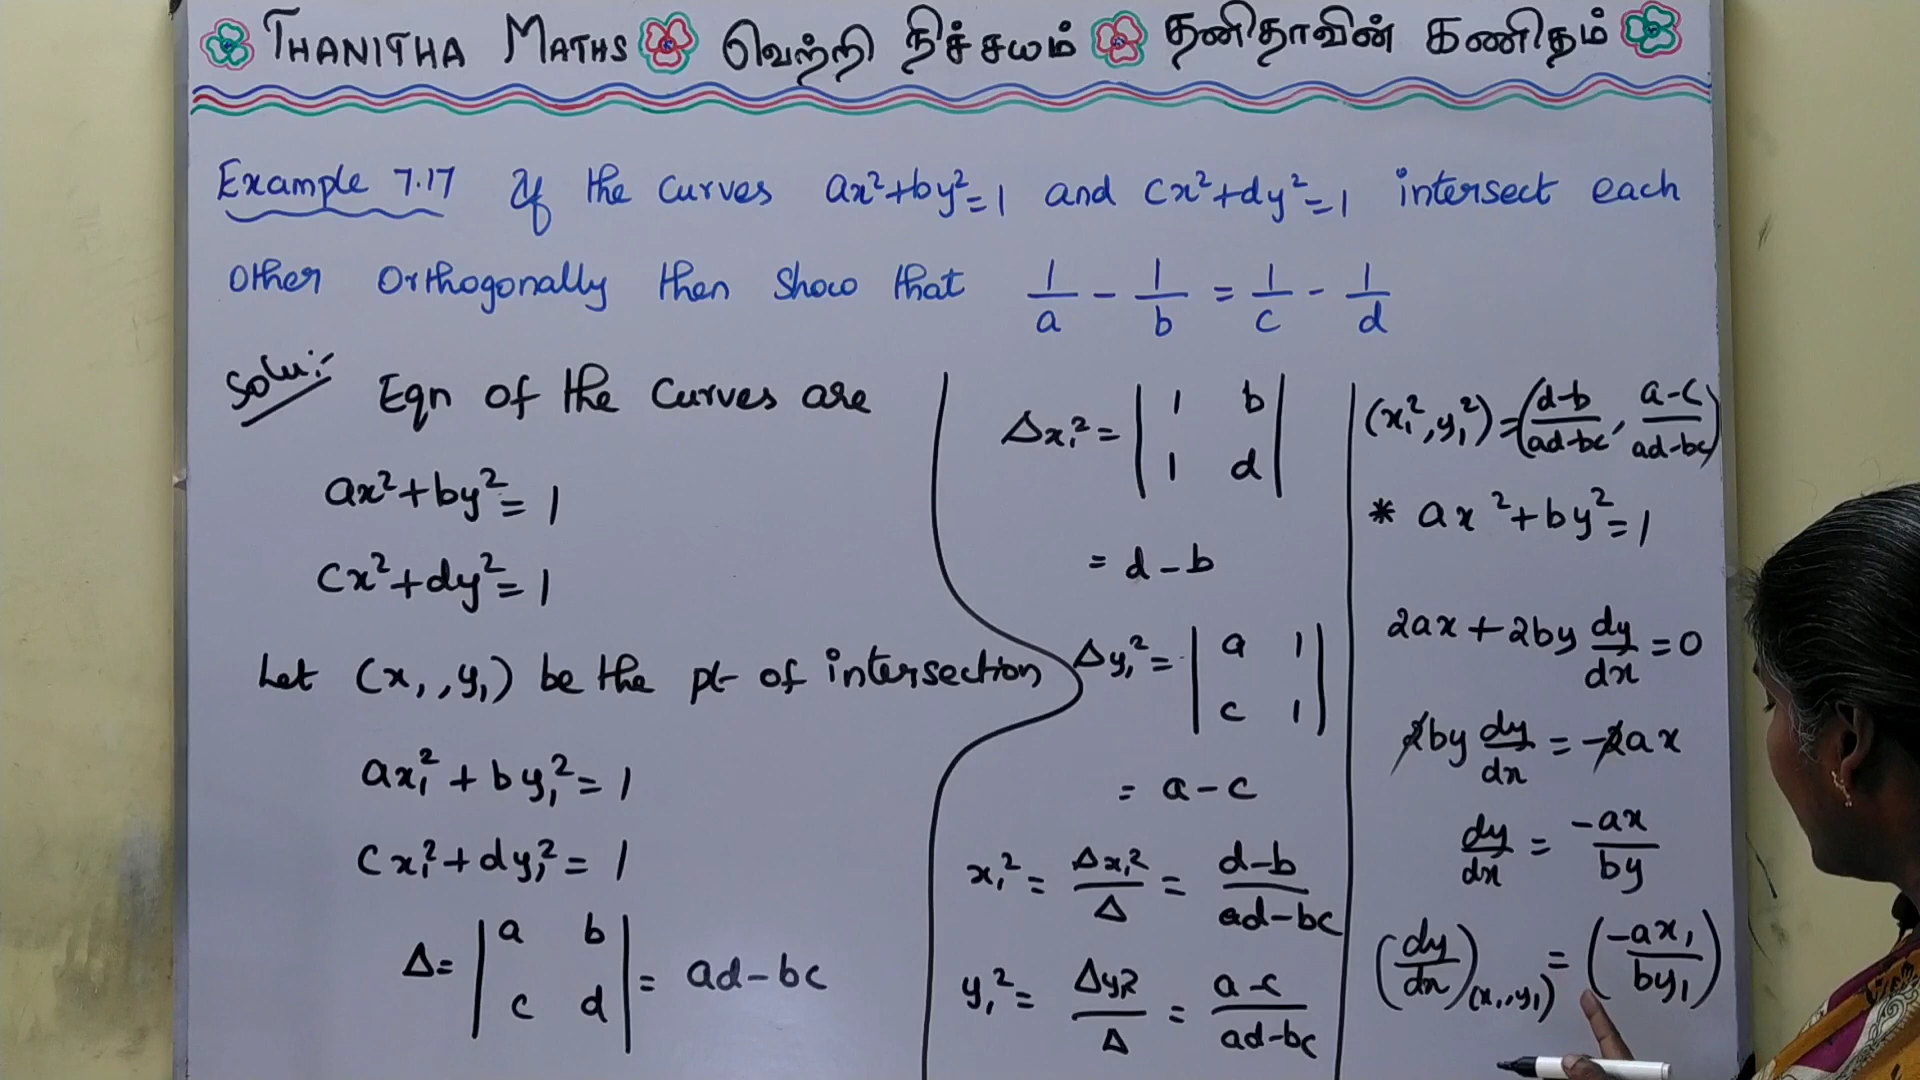 THANITHA MATHS வெற்றி நிச்சயம் தனிதாவின் கணிதம்
Example 7.17 If the curves ax²+by²=1 and cx²+dy²=1 intersect each
other Orthogonally then show that 1/a - 1/b = 1/c - 1/d
Solu:-
Eqn of the curves are
ax²+by²=1
cx²+dy²=1
Let (x₁,y₁) be the pt of intersection
ax₁²+by₁²=1
cx₁²+dy₁²=1
Δ= |a b; c d| = ad-bc
Δx₁²= |1 b; 1 d|
= d-b
Δy₁²= |a 1; c 1|
= a-c
x₁²= Δx₁²/Δ = (d-b)/(ad-bc)
y₁²= Δy₁²/Δ = (a-c)/(ad-bc)
(x₁²,y₁²)=((d-b)/(ad-bc), (a-c)/(ad-bc))
* ax²+by²=1
2ax+2by dy/dx=0
2by dy/dx=-2ax
dy/dx = -ax/by
(dy/dx)(x₁,y₁) = (-ax₁/by₁)